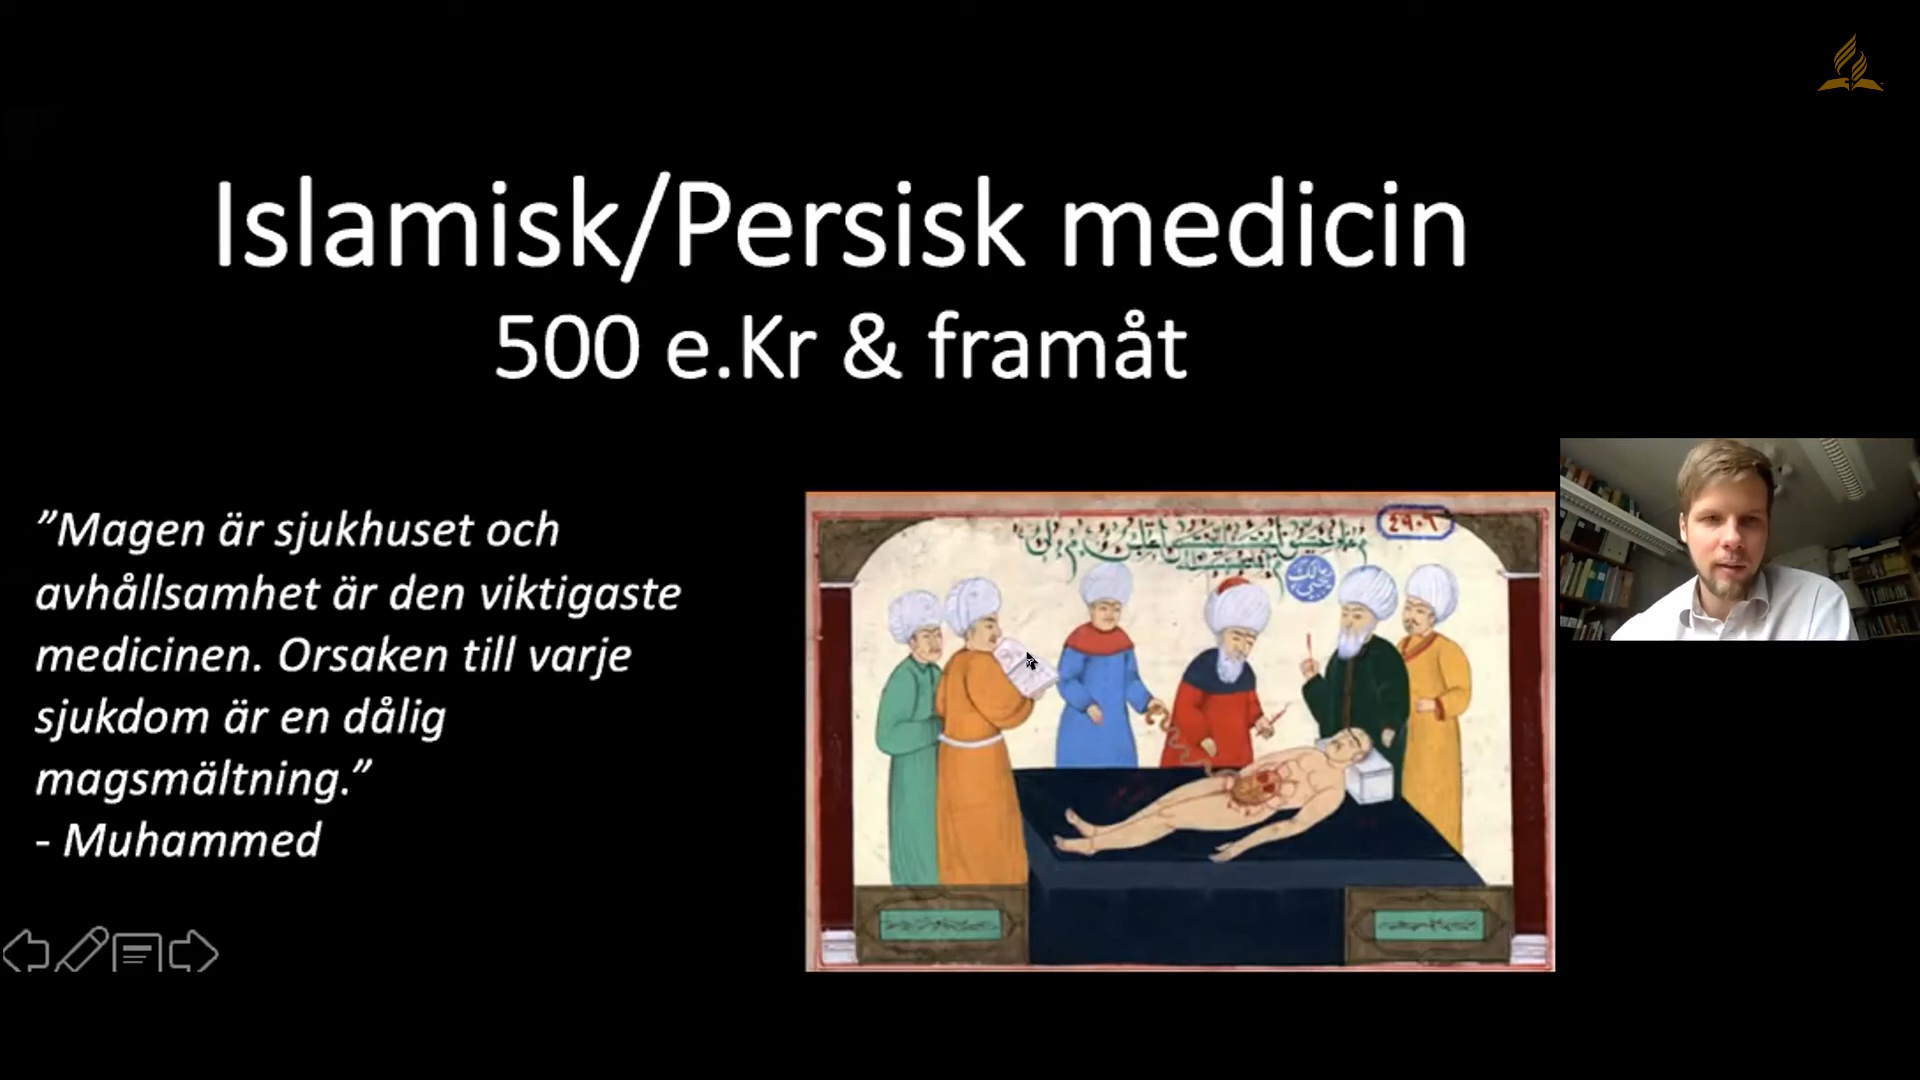 Islamisk/Persisk medicin
500 e.Kr & framåt
”Magen är sjukhuset och
avhållsamhet är den viktigaste
medicinen. Orsaken till varje
sjukdom är en dålig
magsmältning.”
- Muhammed
٤٩٠٦